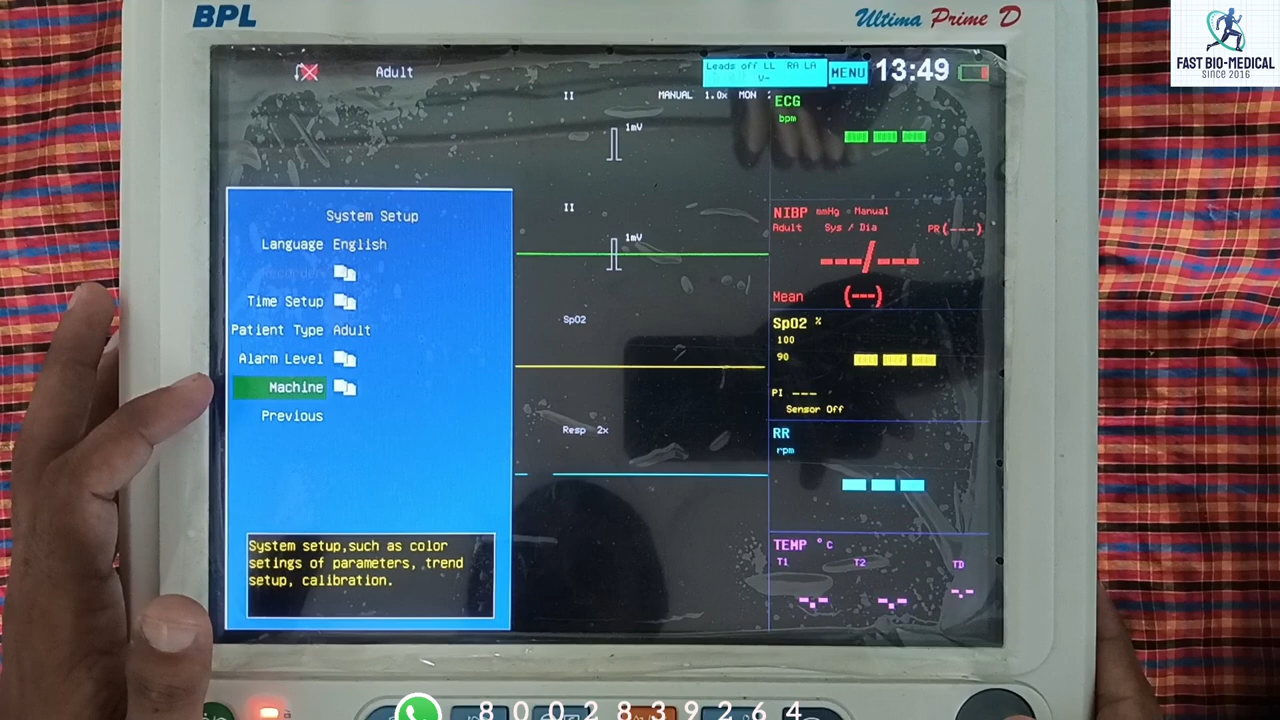 BPL
Ultima Prime D
FAST BIO-MEDICAL
SINCE 2016
Adult
Leads off LL RA LA
V-
MENU
13:49
II
MANUAL 1.0x MON
1mV
ECG
bpm
System Setup
Language English
Recorder
Time Setup
Patient Type Adult
Alarm Level
Machine
Previous
System setup,such as color
setings of parameters, trend
setup, calibration.
II
1mV
SpO2
Resp 2x
NIBP mmHg Manual
Adult Sys / Dia PR(---)
---/---
Mean (---)
SpO2 %
100
90
--- 
PI ---
Sensor Off
RR
rpm
---
TEMP °C
T1 T2 TD
-.- -.- -.-
8002839264